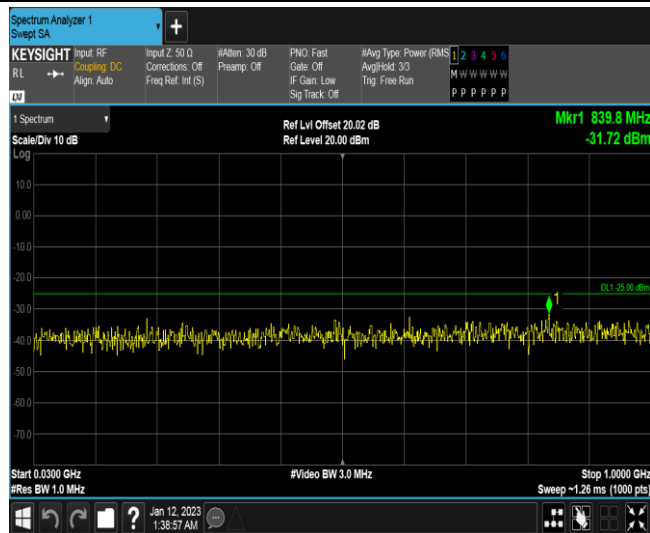 Spectrum Analyzer 1
Swept SA
+
KEYSIGHT
RL
LXI
Input: RF
Coupling: DC
Align: Auto
Input Z: 50 Ω
Corrections: Off
Freq Ref: Int (S)
#Atten: 30 dB
Preamp: Off
PNO: Fast
Gate: Off
IF Gain: Low
Sig Track: Off
#Avg Type: Power (RMS
Avg|Hold: 3/3
Trig: Free Run
1 2 3 4 5 6
M W W W W W
P P P P P P
1 Spectrum
Scale/Div 10 dB
Log
Ref Lvl Offset 20.02 dB
Ref Level 20.00 dBm
Mkr1 839.8 MHz
-31.72 dBm
10.0
0.00
-10.0
-20.0
DL1 -25.00 dBm
1
-30.0
-40.0
-50.0
-60.0
-70.0
Start 0.0300 GHz
#Video BW 3.0 MHz
Stop 1.0000 GHz
#Res BW 1.0 MHz
Sweep ~1.26 ms (1000 pts)
?
Jan 12, 2023
1:38:57 AM